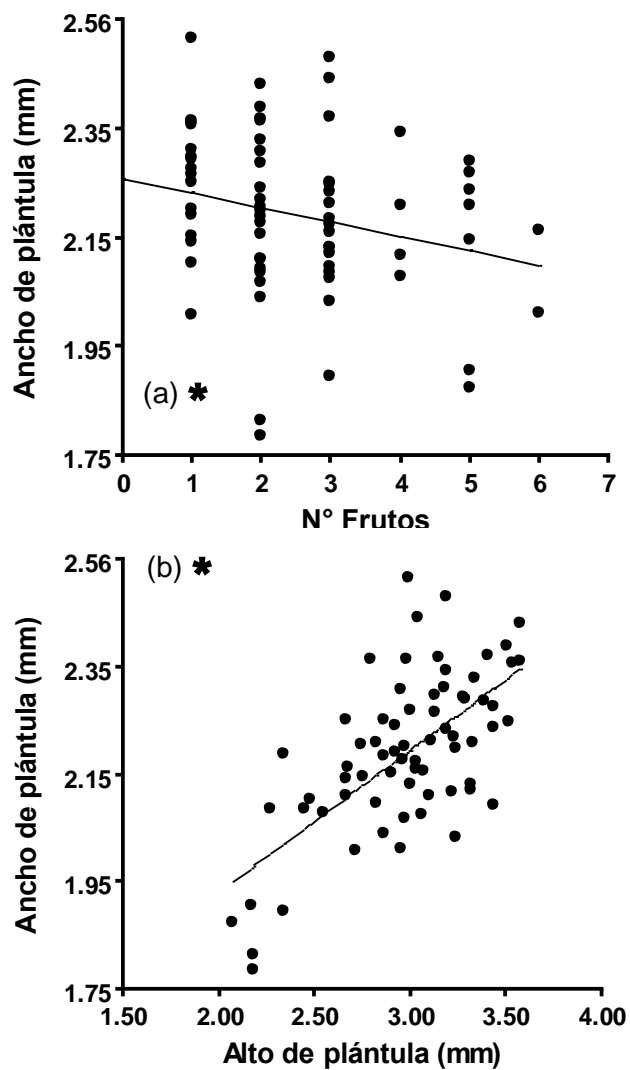 2.56
2.35
2.15
1.95
1.75
Ancho de plántula (mm)
(a) *
0 1 2 3 4 5 6 7
N° Frutos
2.56
2.35
2.15
1.95
1.75
Ancho de plántula (mm)
(b) *
1.50 2.00 2.50 3.00 3.50 4.00
Alto de plántula (mm)